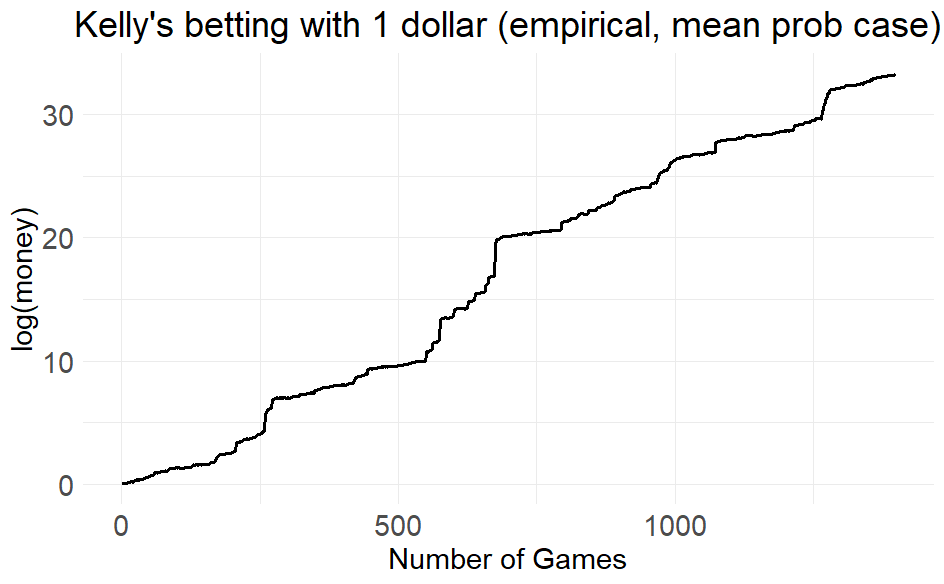 Kelly's betting with 1 dollar (empirical, mean prob case)
30
20
10
0
log(money)
0 500 1000
Number of Games